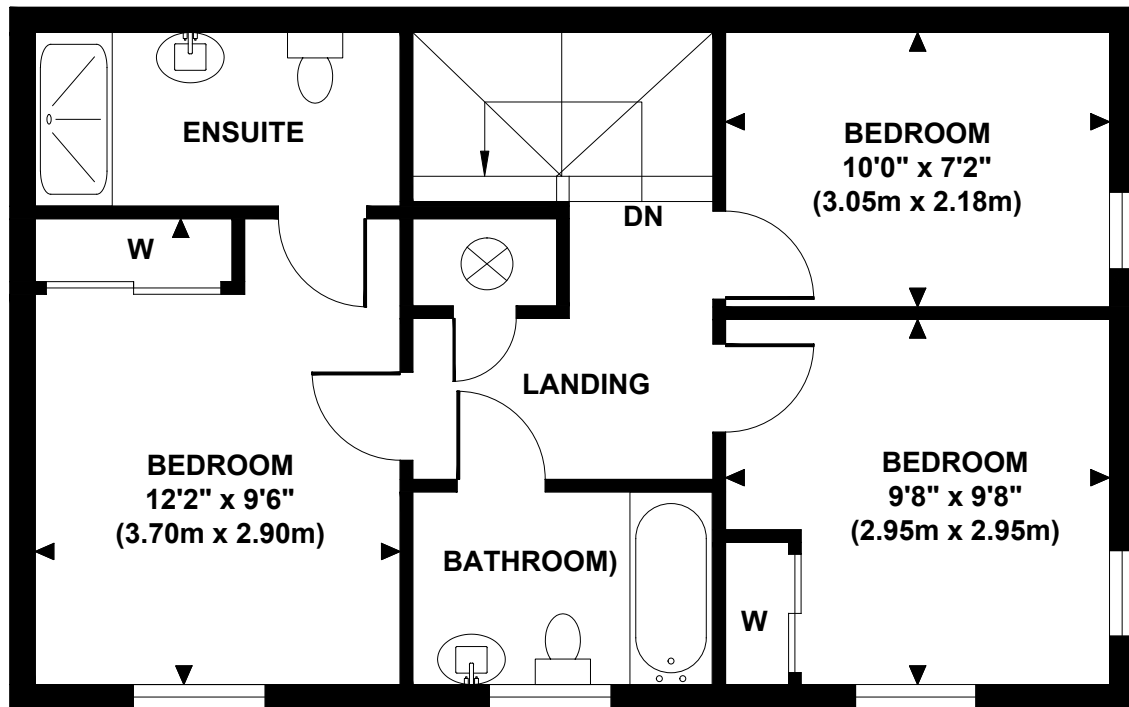 ENSUITE
BEDROOM
10'0" x 7'2"
(3.05m x 2.18m)
DN
W
LANDING
BEDROOM
12'2" x 9'6"
(3.70m x 2.90m)
BEDROOM
9'8" x 9'8"
(2.95m x 2.95m)
BATHROOM)
W